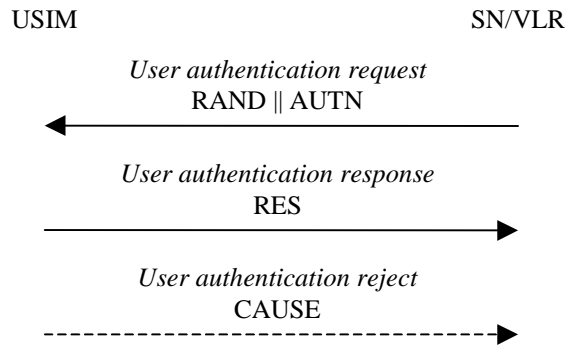 USIM SN/VLR
User authentication request
RAND || AUTN
User authentication response
RES
User authentication reject
CAUSE